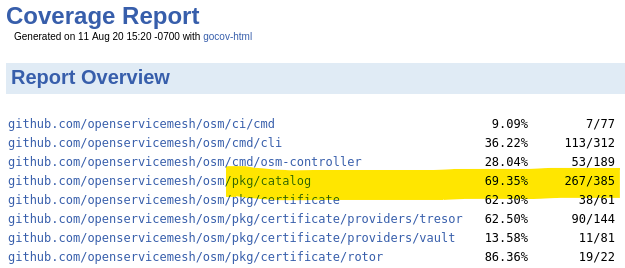 Coverage Report
Generated on 11 Aug 20 15:20 -0700 with gocov-html
Report Overview
github.com/openservicemesh/osm/ci/cmd 9.09% 7/77
github.com/openservicemesh/osm/cmd/cli 36.22% 113/312
github.com/openservicemesh/osm/cmd/osm-controller 28.04% 53/189
github.com/openservicemesh/osm/pkg/catalog 69.35% 267/385
github.com/openservicemesh/osm/pkg/certificate 62.30% 38/61
github.com/openservicemesh/osm/pkg/certificate/providers/tresor 62.50% 90/144
github.com/openservicemesh/osm/pkg/certificate/providers/vault 13.58% 11/81
github.com/openservicemesh/osm/pkg/certificate/rotor 86.36% 19/22